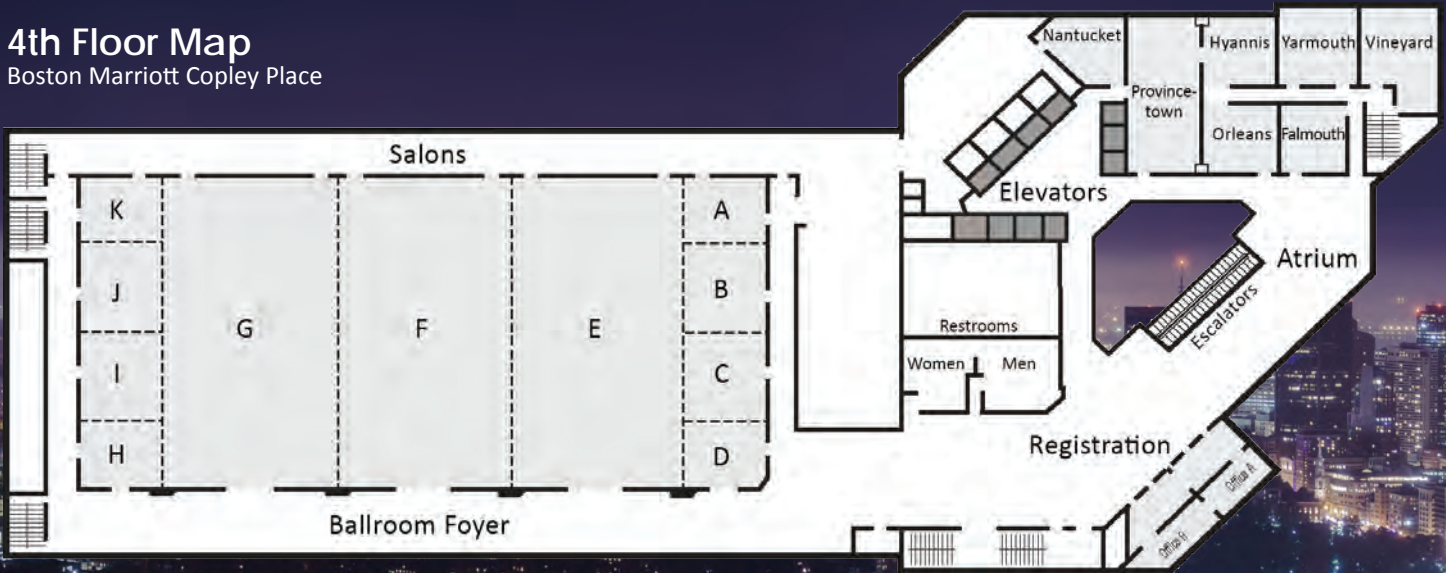 4th Floor Map
Boston Marriott Copley Place
Nantucket
Hyannis
Yarmouth
Vineyard
Province-
town
Orleans
Falmouth
Salons
Elevators
K
A
J
B
G
F
E
I
C
H
D
Atrium
Escalators
Restrooms
Women
Men
Registration
Office A
Office B
Ballroom Foyer